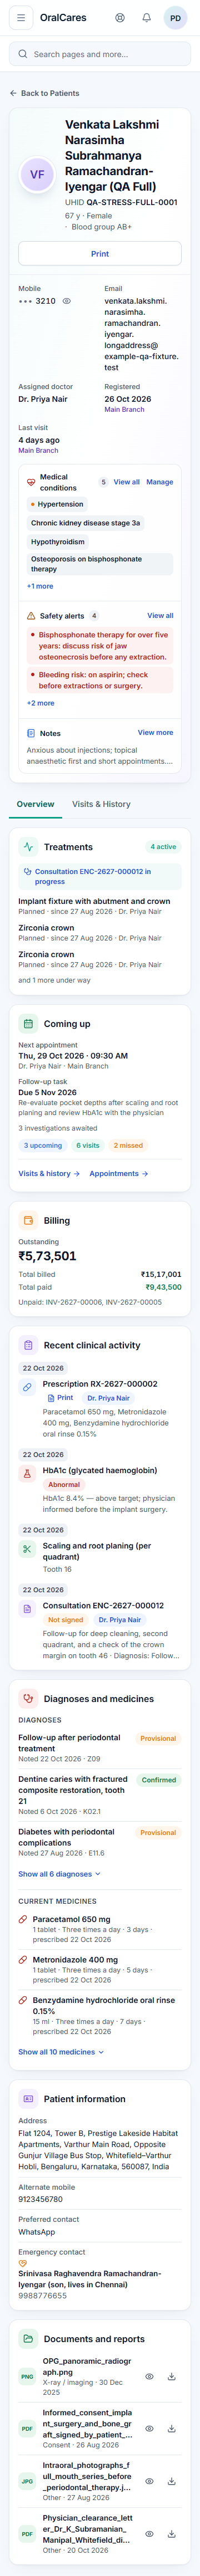 OralCares
PD
Search pages and more...
Back to Patients
VF
Venkata Lakshmi
Narasimha
Subrahmanya
Ramachandran-
Iyengar (QA Full)
UHID QA-STRESS-FULL-0001
67 y · Female
· Blood group AB+
Print
Mobile
••• 3210
Email
venkata.lakshmi.
narasimha.
ramachandran.
iyengar.
longaddress@
example-qa-fixture.
test
Assigned doctor
Dr. Priya Nair
Registered
26 Oct 2026
Main Branch
Last visit
4 days ago
Main Branch
Medical
conditions
5
View all
Manage
Hypertension
Chronic kidney disease stage 3a
Hypothyroidism
Osteoporosis on bisphosphonate
therapy
+1 more
Safety alerts
4
View all
Bisphosphonate therapy for over five
years: discuss risk of jaw
osteonecrosis before any extraction.
Bleeding risk: on aspirin; check
before extractions or surgery.
+2 more
Notes
View more
Anxious about injections; topical
anaesthetic first and short appointments....
Overview
Visits & History
Treatments
4 active
Consultation ENC-2627-000012 in
progress
Implant fixture with abutment and crown
Planned · since 27 Aug 2026 · Dr. Priya Nair
Zirconia crown
Planned · since 27 Aug 2026 · Dr. Priya Nair
Zirconia crown
Planned · since 27 Aug 2026 · Dr. Priya Nair
and 1 more under way
Coming up
Next appointment
Thu, 29 Oct 2026 · 09:30 AM
Dr. Priya Nair · Main Branch
Follow-up task
Due 5 Nov 2026
Re-evaluate pocket depths after scaling and root
planing and review HbA1c with the physician
3 investigations awaited
3 upcoming
6 visits
2 missed
Visits & history
Appointments
Billing
Outstanding
₹5,73,501
Total billed
₹15,17,001
Total paid
₹9,43,500
Unpaid: INV-2627-00006, INV-2627-00005
Recent clinical activity
22 Oct 2026
Prescription RX-2627-000002
Print
Dr. Priya Nair
Paracetamol 650 mg, Metronidazole
400 mg, Benzydamine hydrochloride
oral rinse 0.15%
22 Oct 2026
HbA1c (glycated haemoglobin)
Abnormal
HbA1c 8.4% — above target; physician
informed before the implant surgery.
22 Oct 2026
Scaling and root planing (per
quadrant)
Tooth 16
22 Oct 2026
Consultation ENC-2627-000012
Not signed
Dr. Priya Nair
Follow-up for deep cleaning, second
quadrant, and a check of the crown
margin on tooth 46 · Diagnosis: Follow...
Diagnoses and medicines
DIAGNOSES
Follow-up after periodontal
treatment
Provisional
Noted 22 Oct 2026 · Z09
Dentine caries with fractured
composite restoration, tooth
21
Confirmed
Noted 6 Oct 2026 · K02.1
Diabetes with periodontal
complications
Provisional
Noted 27 Aug 2026 · E11.6
Show all 6 diagnoses
CURRENT MEDICINES
Paracetamol 650 mg
1 tablet · Three times a day · 3 days ·
prescribed 22 Oct 2026
Metronidazole 400 mg
1 tablet · Three times a day · 5 days ·
prescribed 22 Oct 2026
Benzydamine hydrochloride oral rinse
0.15%
15 ml · Three times a day · 7 days ·
prescribed 22 Oct 2026
Show all 10 medicines
Patient information
Address
Flat 1204, Tower B, Prestige Lakeside Habitat
Apartments, Varthur Main Road, Opposite
Gunjur Village Bus Stop, Whitefield–Varthur
Hobli, Bengaluru, Karnataka, 560087, India
Alternate mobile
9123456780
Preferred contact
WhatsApp
Emergency contact
Srinivasa Raghavendra Ramachandran-
Iyengar (son, lives in Chennai)
9988776655
Documents and reports
PNG
OPG_panoramic_radiogr
aph.png
X-ray / imaging · 30 Dec
2025
PDF
Informed_consent_impla
nt_surgery_and_bone_gr
aft_signed_by_patient_...
Consent · 26 Aug 2026
JPG
Intraoral_photographs_f
ull_mouth_series_before
_periodontal_therapy.j...
Other · 27 Aug 2026
PDF
Physician_clearance_lett
er_Dr_K_Subramanian_
Manipal_Whitefield_di...
Other · 20 Oct 2026